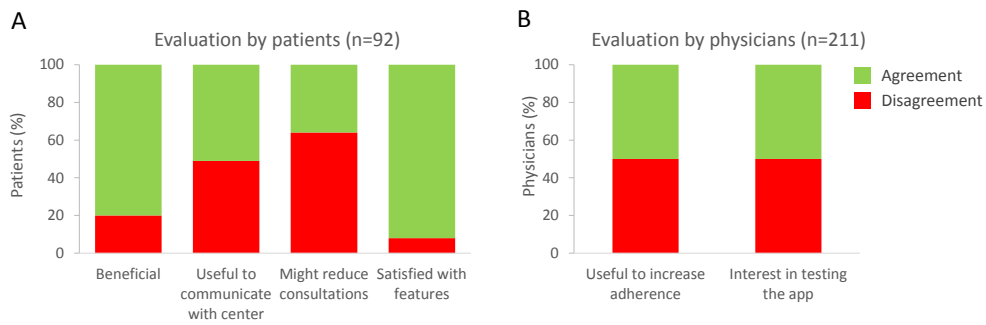 A
Evaluation by patients (n=92)
Patients (%)
100
80
60
40
20
0
Beneficial
Useful to
communicate
with center
Might reduce
consultations
Satisfied with
features
B
Evaluation by physicians (n=211)
Physicians (%)
100
80
60
40
20
0
Useful to increase
adherence
Interest in testing
the app
Agreement
Disagreement